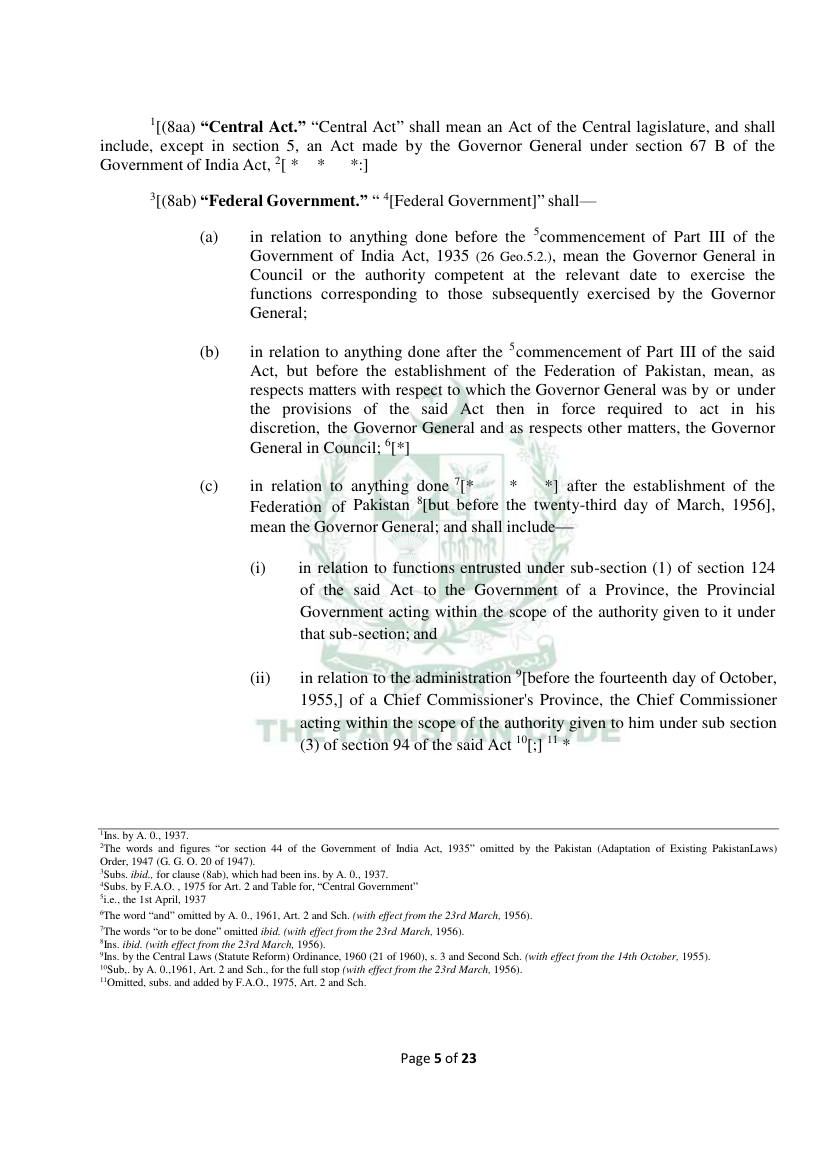 ¹[(8aa) “Central Act.” “Central Act” shall mean an Act of the Central lagislature, and shall
include, except in section 5, an Act made by the Governor General under section 67 B of the
Government of India Act, ²[ * * *:]
³[(8ab) “Federal Government.” “ ⁴[Federal Government]” shall—
(a) in relation to anything done before the ⁵commencement of Part III of the
Government of India Act, 1935 (26 Geo.5.2.), mean the Governor General in
Council or the authority competent at the relevant date to exercise the
functions corresponding to those subsequently exercised by the Governor
General;
(b) in relation to anything done after the ⁵commencement of Part III of the said
Act, but before the establishment of the Federation of Pakistan, mean, as
respects matters with respect to which the Governor General was by or under
the provisions of the said Act then in force required to act in his
discretion, the Governor General and as respects other matters, the Governor
General in Council; ⁶[*]
(c) in relation to anything done ⁷[* * *] after the establishment of the
Federation of Pakistan ⁸[but before the twenty-third day of March, 1956],
mean the Governor General; and shall include—
(i) in relation to functions entrusted under sub-section (1) of section 124
of the said Act to the Government of a Province, the Provincial
Government acting within the scope of the authority given to it under
that sub-section; and
(ii) in relation to the administration ⁹[before the fourteenth day of October,
1955,] of a Chief Commissioner's Province, the Chief Commissioner
acting within the scope of the authority given to him under sub section
THE PAKISTAN CODE
(3) of section 94 of the said Act ¹⁰[;] ¹¹ *
¹Ins. by A. 0., 1937.
²The words and figures “or section 44 of the Government of India Act, 1935” omitted by the Pakistan (Adaptation of Existing PakistanLaws)
Order, 1947 (G. G. O. 20 of 1947).
³Subs. ibid., for clause (8ab), which had been ins. by A. 0., 1937.
⁴Subs. by F.A.O. , 1975 for Art. 2 and Table for, “Central Government”
⁵i.e., the 1st April, 1937
⁶The word “and” omitted by A. 0., 1961, Art. 2 and Sch. (with effect from the 23rd March, 1956).
⁷The words “or to be done” omitted ibid. (with effect from the 23rd March, 1956).
⁸Ins. ibid. (with effect from the 23rd March, 1956).
⁹Ins. by the Central Laws (Statute Reform) Ordinance, 1960 (21 of 1960), s. 3 and Second Sch. (with effect from the 14th October, 1955).
¹⁰Sub,. by A. 0.,1961, Art. 2 and Sch., for the full stop (with effect from the 23rd March, 1956).
¹¹Omitted, subs. and added by F.A.O., 1975, Art. 2 and Sch.
Page 5 of 23